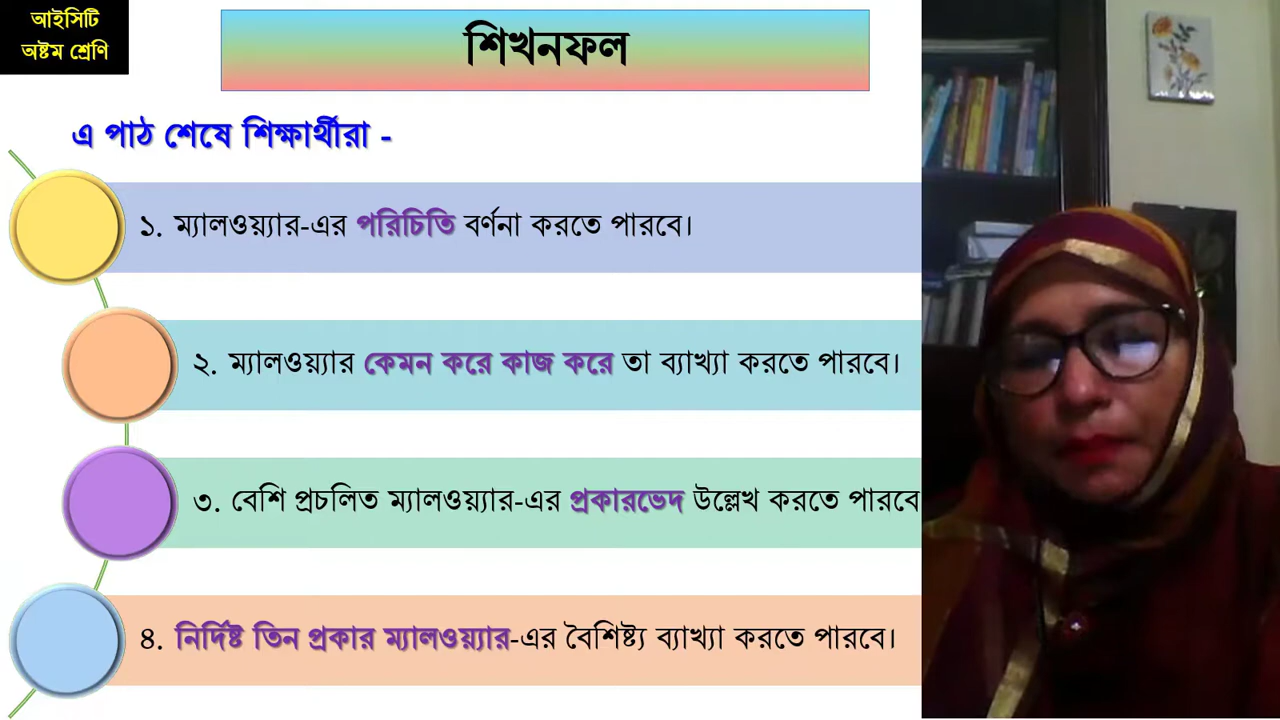 আইসিটি
অষ্টম শ্রেণি
শিখনফল
এ পাঠ শেষে শিক্ষার্থীরা -
১. ম্যালওয়্যার-এর পরিচিতি বর্ণনা করতে পারবে।
২. ম্যালওয়্যার কেমন করে কাজ করে তা ব্যাখ্যা করতে পারবে।
৩. বেশি প্রচলিত ম্যালওয়্যার-এর প্রকারভেদ উল্লেখ করতে পারবে
৪. নির্দিষ্ট তিন প্রকার ম্যালওয়্যার-এর বৈশিষ্ট্য ব্যাখ্যা করতে পারবে।